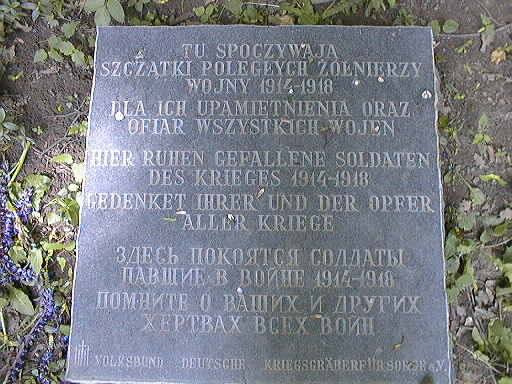 TU SPOCZYWAJĄ
SZCZĄTKI POLEGŁYCH ŻOŁNIERZY
WOJNY 1914-1918
DLA ICH UPAMIĘTNIENIA ORAZ
OFIAR WSZYSTKICH WOJEN
HIER RUHEN GEFALLENE SOLDATEN
DES KRIEGES 1914-1918
GEDENKET IHRER UND DER OPFER
ALLER KRIEGE
ЗДЕСЬ ПОКОЯТСЯ СОЛДАТЫ
ПАВШИЕ В ВОЙНЕ 1914-1918
ПОМНИТЕ О ВАШИХ И ДРУГИХ
ЖЕРТВАХ ВСЕХ ВОЙН
VOLKSBUND DEUTSCHE KRIEGSGRÄBERFÜRSORGE e.V.